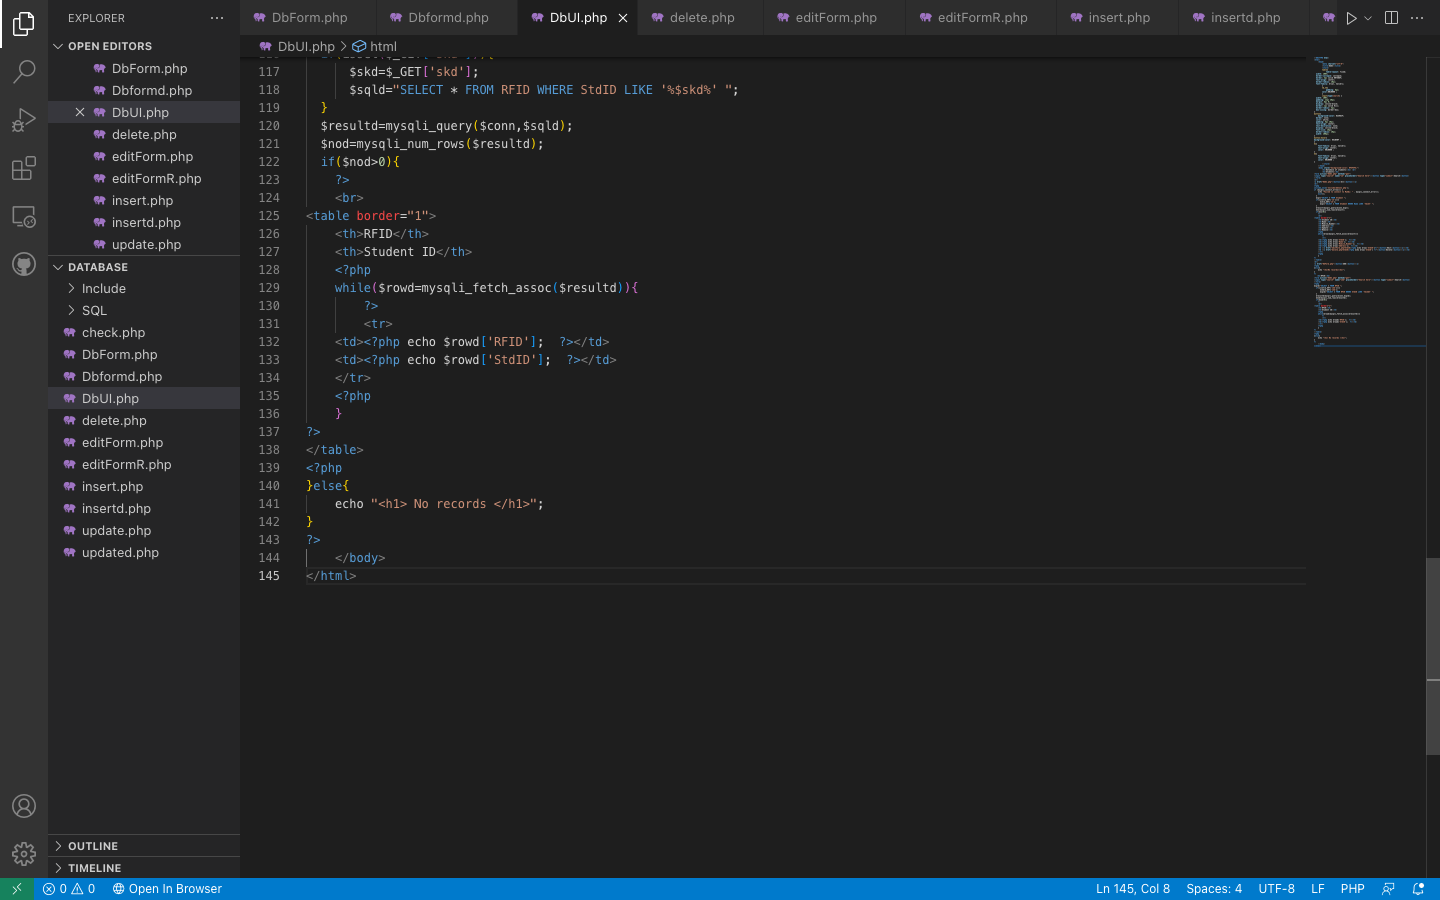 EXPLORER
OPEN EDITORS
DbForm.php
Dbformd.php
DbUI.php
delete.php
editForm.php
editFormR.php
insert.php
insertd.php
update.php
DATABASE
Include
SQL
check.php
DbForm.php
Dbformd.php
DbUI.php
delete.php
editForm.php
editFormR.php
insert.php
insertd.php
update.php
updated.php
OUTLINE
TIMELINE
DbForm.php Dbformd.php DbUI.php delete.php editForm.php editFormR.php insert.php insertd.php
DbUI.php > html
117 $skd=$_GET['skd'];
118 $sqld="SELECT * FROM RFID WHERE StdID LIKE '%$skd%' ";
119 }
120 $resultd=mysqli_query($conn,$sqld);
121 $nod=mysqli_num_rows($resultd);
122 if($nod>0){
123 ?>
124 <br>
125 <table border="1">
126 <th>RFID</th>
127 <th>Student ID</th>
128 <?php
129 while($rowd=mysqli_fetch_assoc($resultd)){
130 ?>
131 <tr>
132 <td><?php echo $rowd['RFID'];  ?></td>
133 <td><?php echo $rowd['StdID'];  ?></td>
134 </tr>
135 <?php
136 }
137 ?>
138 </table>
139 <?php
140 }else{
141 echo "<h1> No records </h1>";
142 }
143 ?>
144 </body>
145 </html>
0 0 Open In Browser Ln 145, Col 8 Spaces: 4 UTF-8 LF PHP